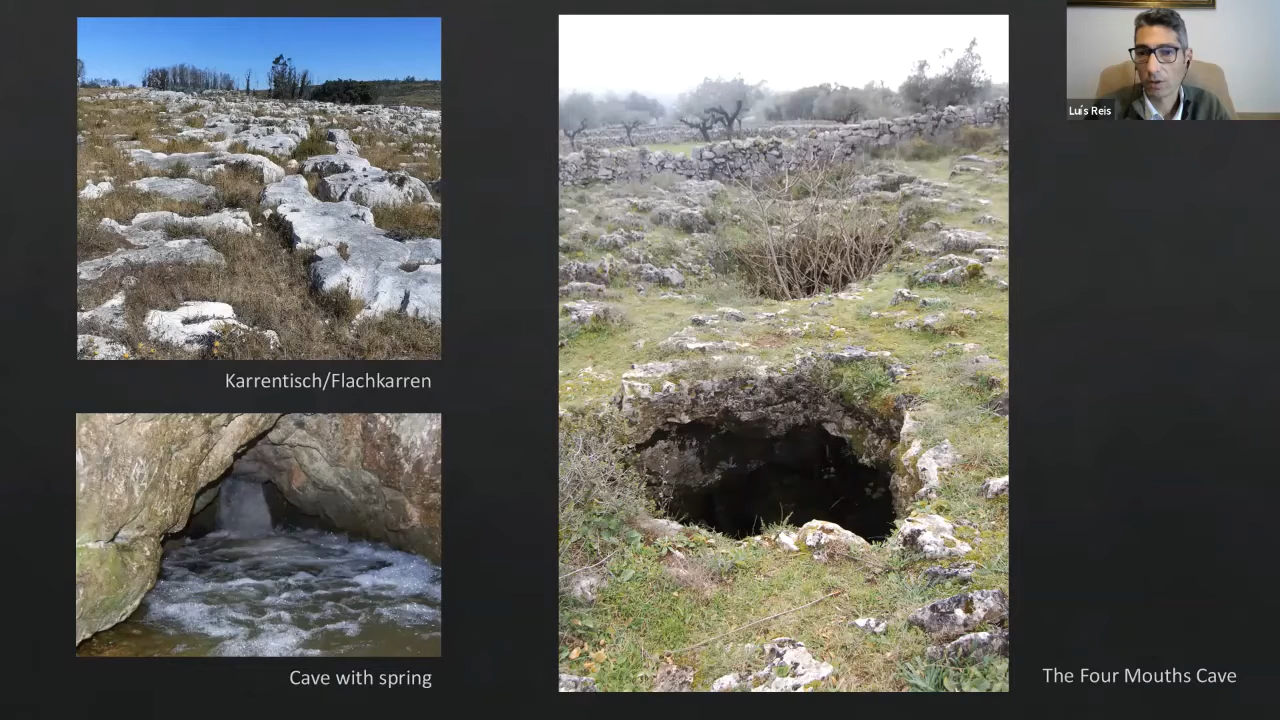 Luís Reis
Karrentisch/Flachkarren
Cave with spring
The Four Mouths Cave